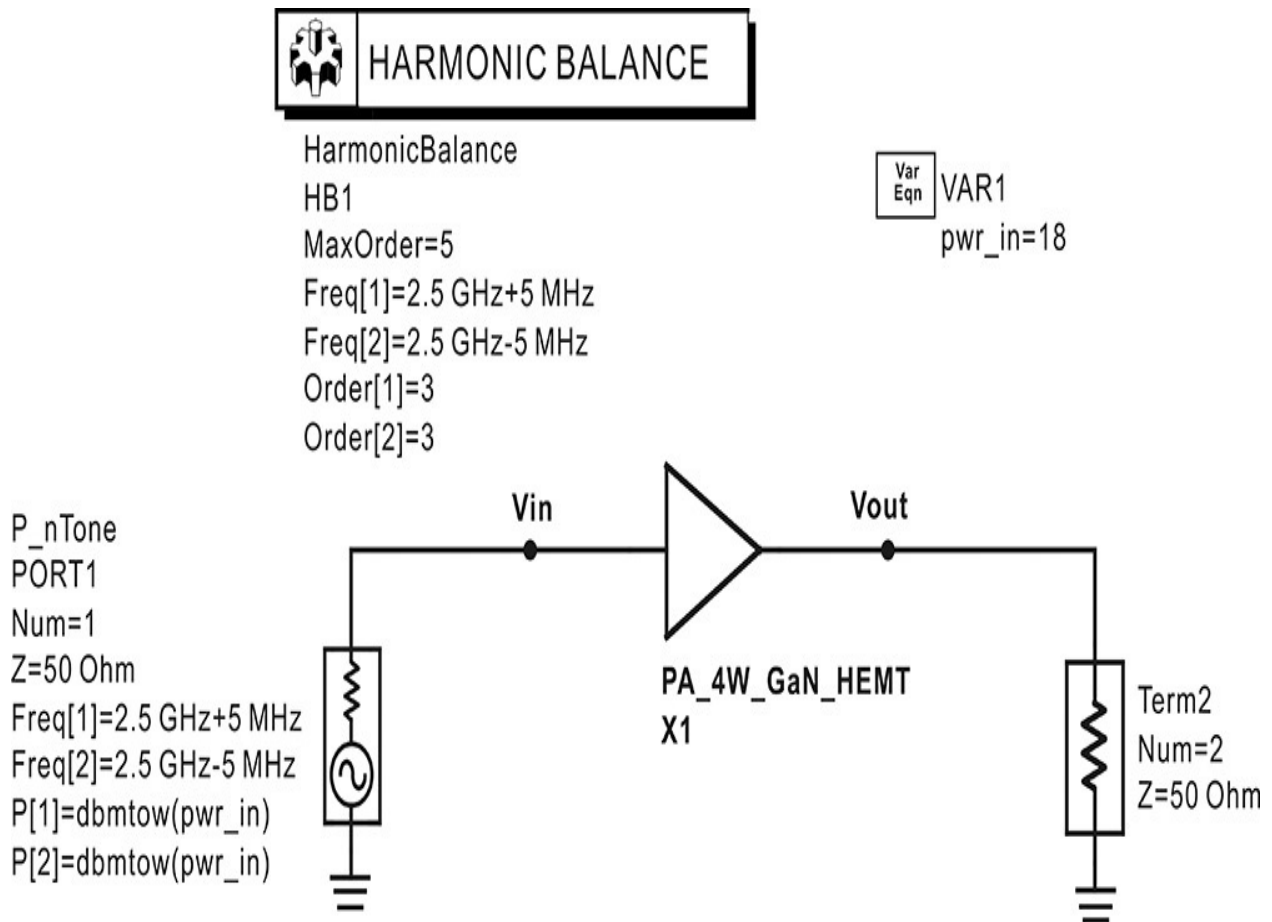 HARMONIC BALANCE
HarmonicBalance
HB1
MaxOrder=5
Freq[1]=2.5 GHz+5 MHz
Freq[2]=2.5 GHz-5 MHz
Order[1]=3
Order[2]=3
Var
Eqn
VAR1
pwr_in=18
P_nTone
PORT1
Num=1
Z=50 Ohm
Freq[1]=2.5 GHz+5 MHz
Freq[2]=2.5 GHz-5 MHz
P[1]=dbmtow(pwr_in)
P[2]=dbmtow(pwr_in)
Vin
Vout
PA_4W_GaN_HEMT
X1
Term2
Num=2
Z=50 Ohm